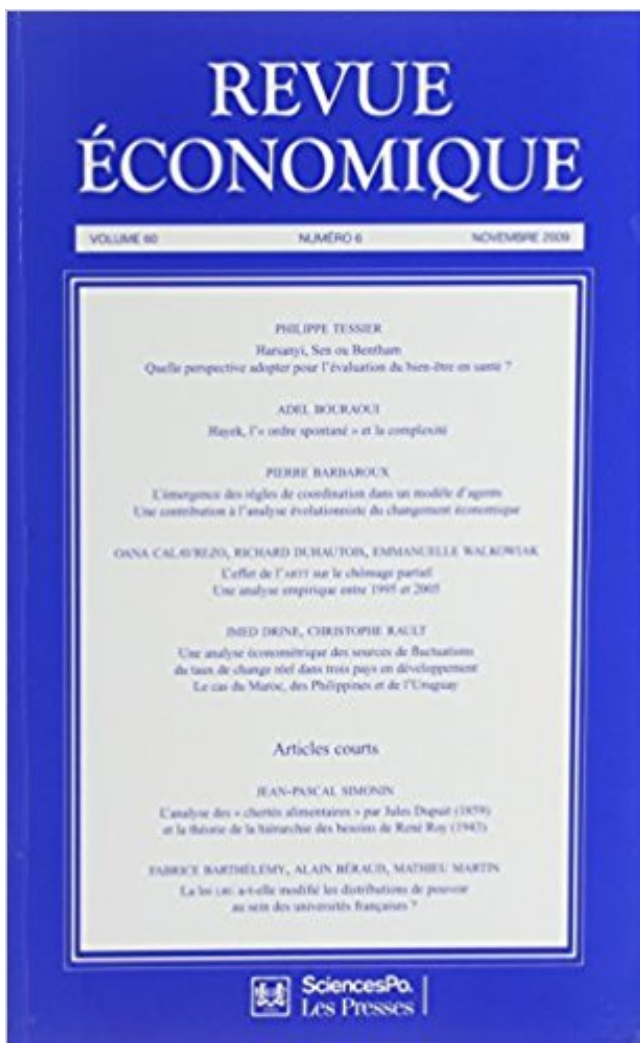 REVUE
ÉCONOMIQUE
VOLUME 60 NUMÉRO 6 NOVEMBRE 2009
PHILIPPE TESSIER
Harsanyi, Sen ou Bentham
Quelle perspective adopter pour l'évaluation du bien-être en santé ?
ADEL BOURAOUI
Hayek, l'« ordre spontané » et la complexité
PIERRE BARBAROUX
L'émergence des règles de coordination dans un modèle d'agents
Une contribution à l'analyse évolutionniste du changement économique
OANA CALAVREZO, RICHARD DUHAUTOIS, EMMANUELLE WALKOWIAK
L'effet de l'ARTT sur le chômage partiel
Une analyse empirique entre 1995 et 2005
IMED DRINE, CHRISTOPHE RAULT
Une analyse économétrique des sources de fluctuations
du taux de change réel dans trois pays en développement
Le cas du Maroc, des Philippines et de l'Uruguay
Articles courts
JEAN-PASCAL SIMONIN
L'analyse des « chertés alimentaires » par Jules Dupuit (1859)
et la théorie de la hiérarchie des besoins de René Roy (1943)
FABRICE BARTHÉLÉMY, ALAIN BÉRAUD, MATHIEU MARTIN
La loi LRU a-t-elle modifié les distributions de pouvoir
au sein des universités françaises ?
SciencesPo.
Les Presses